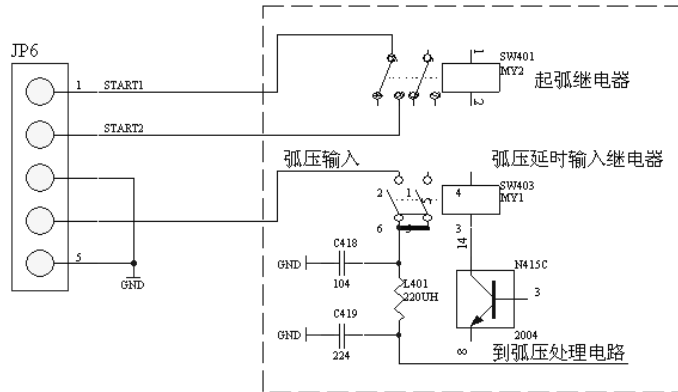 JP6
1 START1
START2
5
GND
1
SW401
MY2
2
起弧继电器
弧压输入
弧压延时输入继电器
2 1 5
4
SW403
MY1
6
3
14
C418
GND
104
L401
220UH
N415C
3
C419
GND
224
2004
8
到弧压处理电路